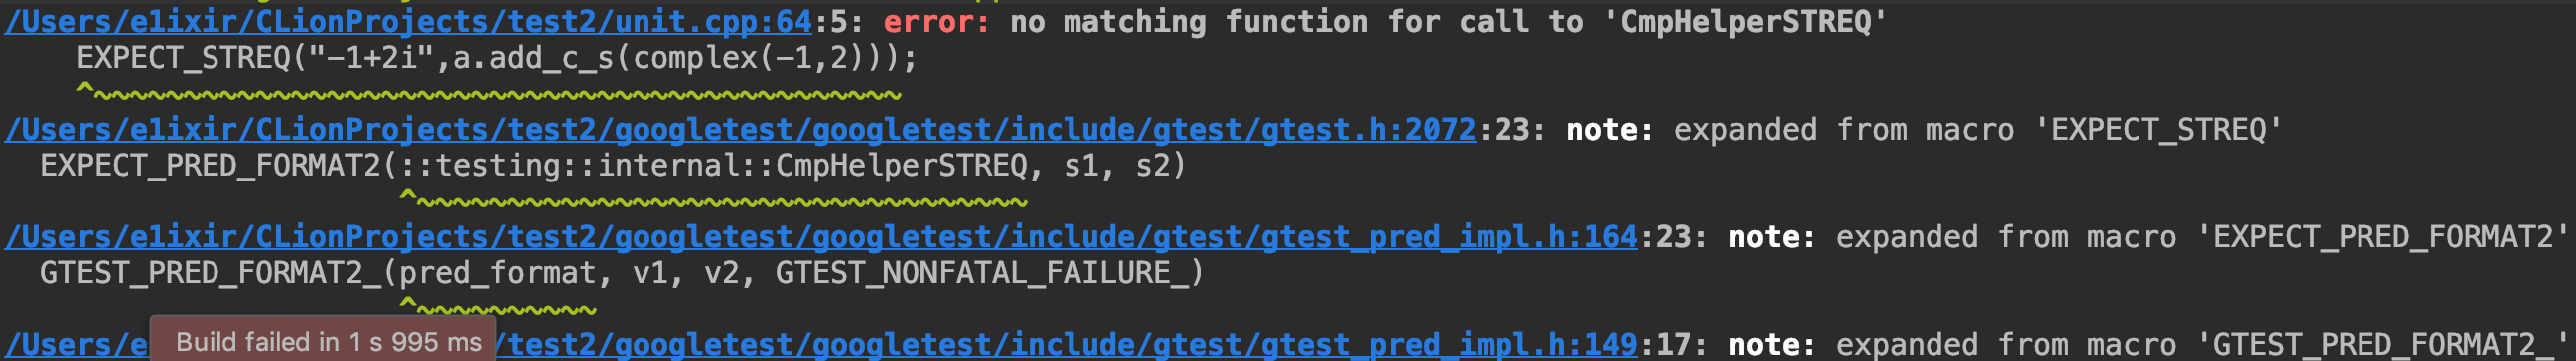 /Users/e1ixir/CLionProjects/test2/unit.cpp:64:5: error: no matching function for call to 'CmpHelperSTREQ'
    EXPECT_STREQ("-1+2i",a.add_c_s(complex(-1,2)));
    ^~~~~~~~~~~~~~~~~~~~~~~~~~~~~~~~~~~~~~~~~~~~~~
/Users/e1ixir/CLionProjects/test2/googletest/googletest/include/gtest/gtest.h:2072:23: note: expanded from macro 'EXPECT_STREQ'
  EXPECT_PRED_FORMAT2(::testing::internal::CmpHelperSTREQ, s1, s2)
                      ^~~~~~~~~~~~~~~~~~~~~~~~~~~~~~~~~~~
/Users/e1ixir/CLionProjects/test2/googletest/googletest/include/gtest/gtest_pred_impl.h:164:23: note: expanded from macro 'EXPECT_PRED_FORMAT2'
  GTEST_PRED_FORMAT2_(pred_format, v1, v2, GTEST_NONFATAL_FAILURE_)
                      ^~~~~~~~~~~
/Users/e /test2/googletest/googletest/include/gtest/gtest_pred_impl.h:149:17: note: expanded from macro 'GTEST_PRED_FORMAT2_'
Build failed in 1 s 995 ms